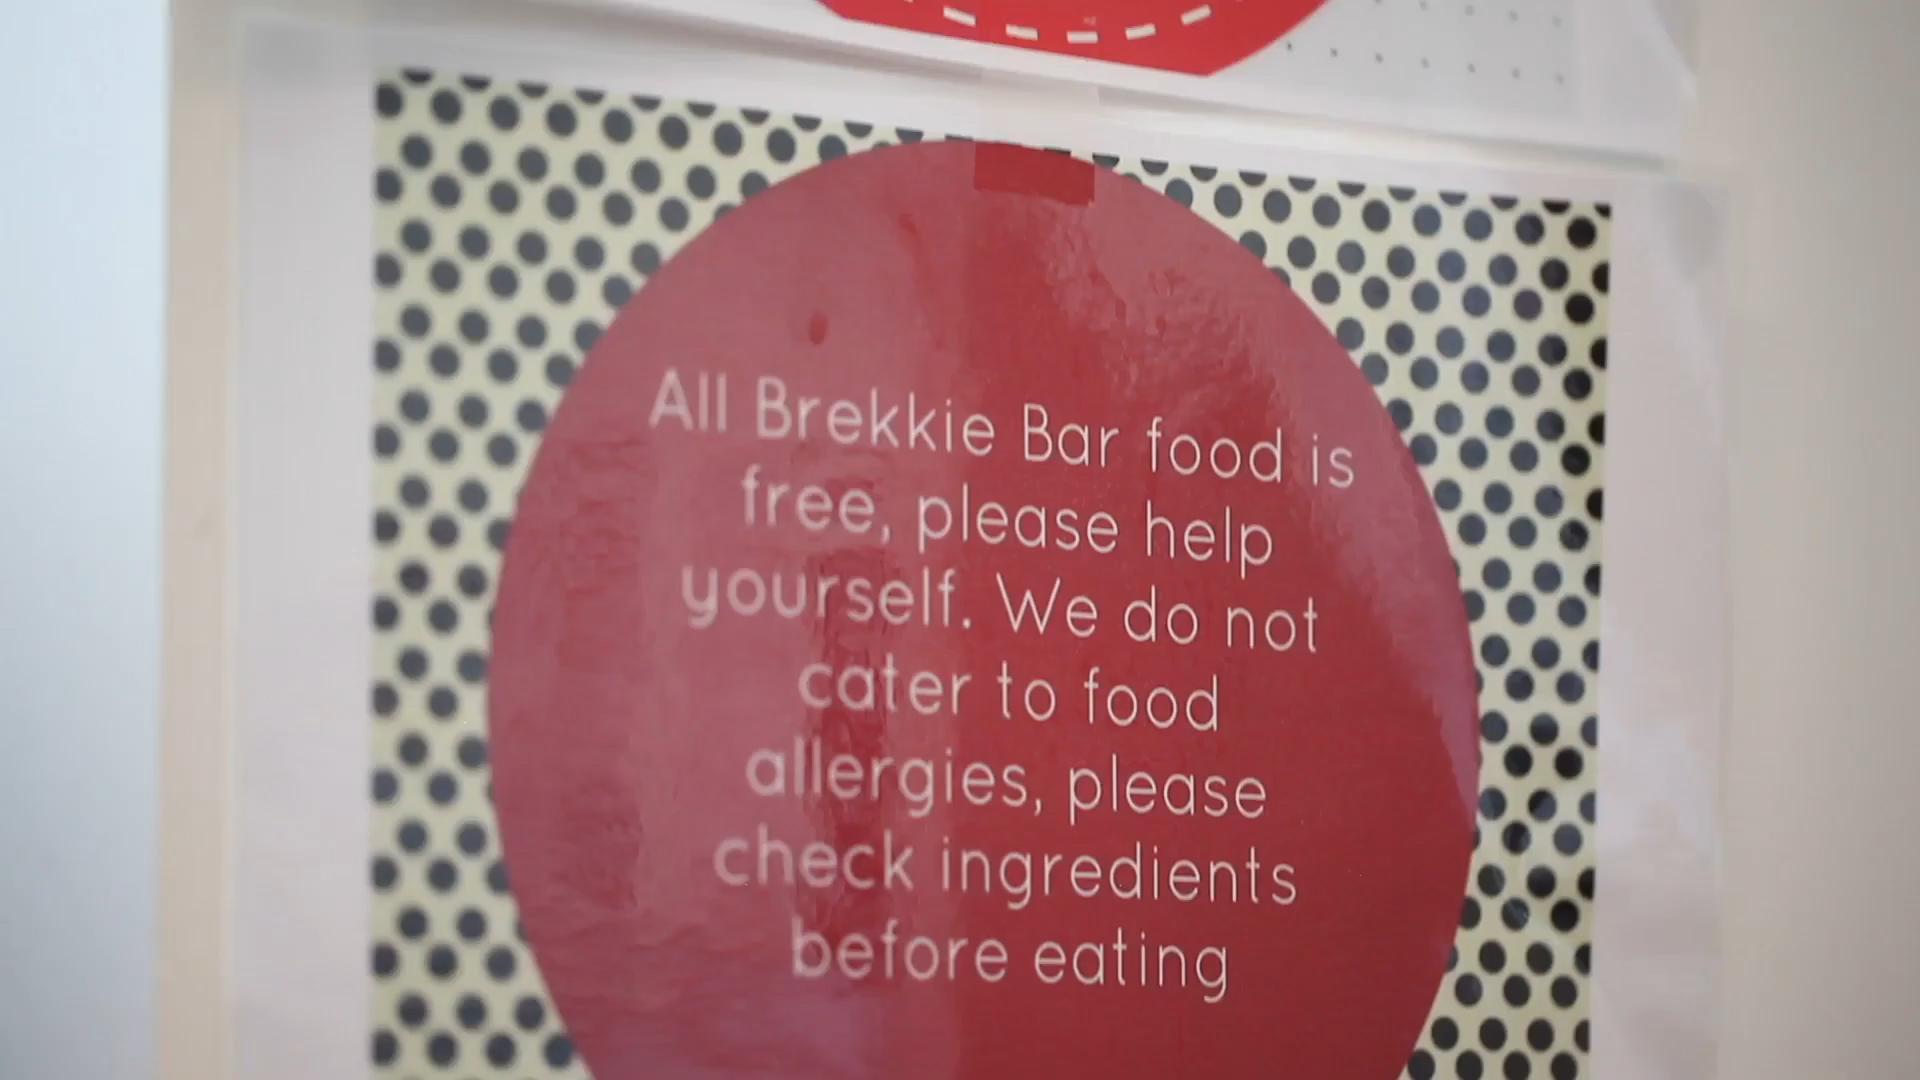 All Brekkie Bar food is
free, please help
yourself. We do not
cater to food
allergies, please
check ingredients
before eating